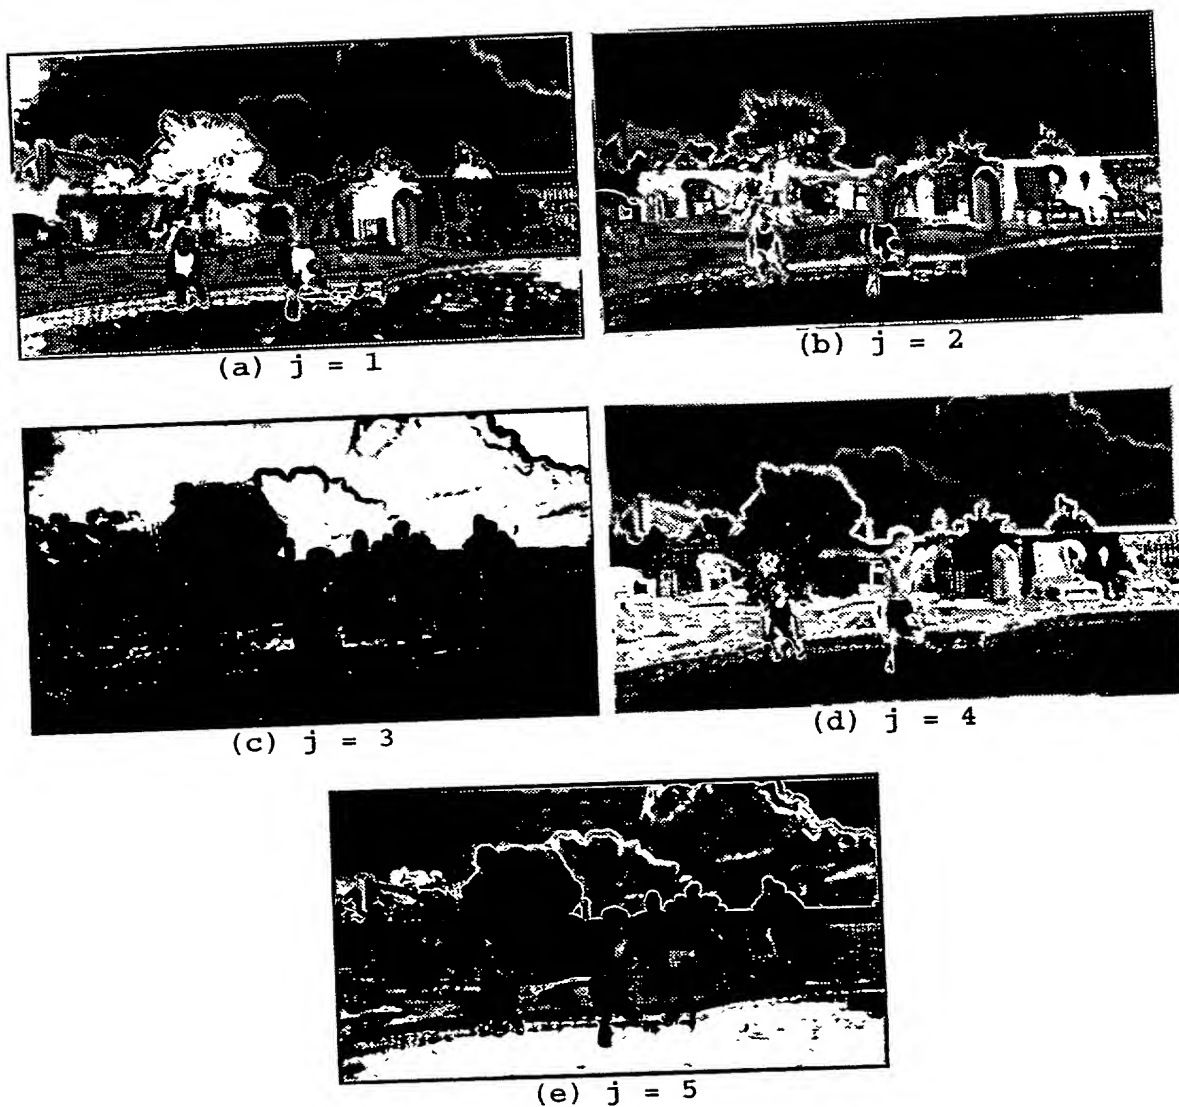 (a) j = 1
(b) j = 2
(c) j = 3
(d) j = 4
(e) j = 5